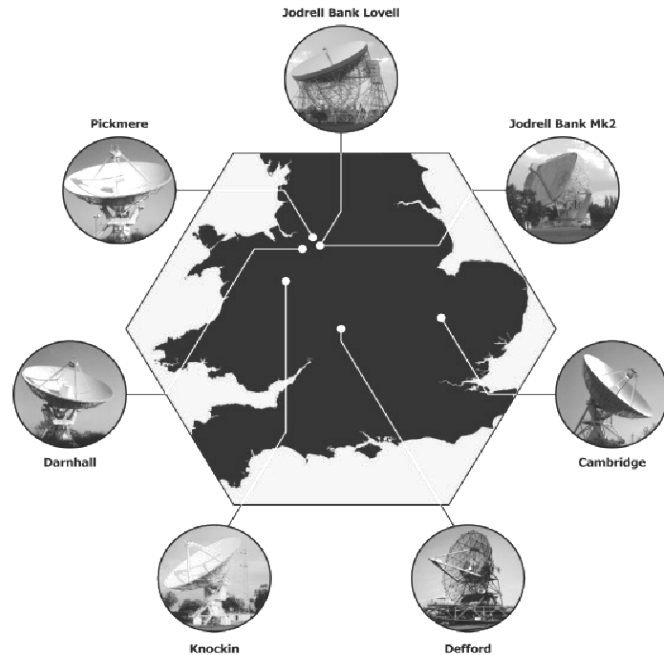 Jodrell Bank Lovell
Pickmere
Jodrell Bank Mk2
Darnhall
Cambridge
Knockin
Defford